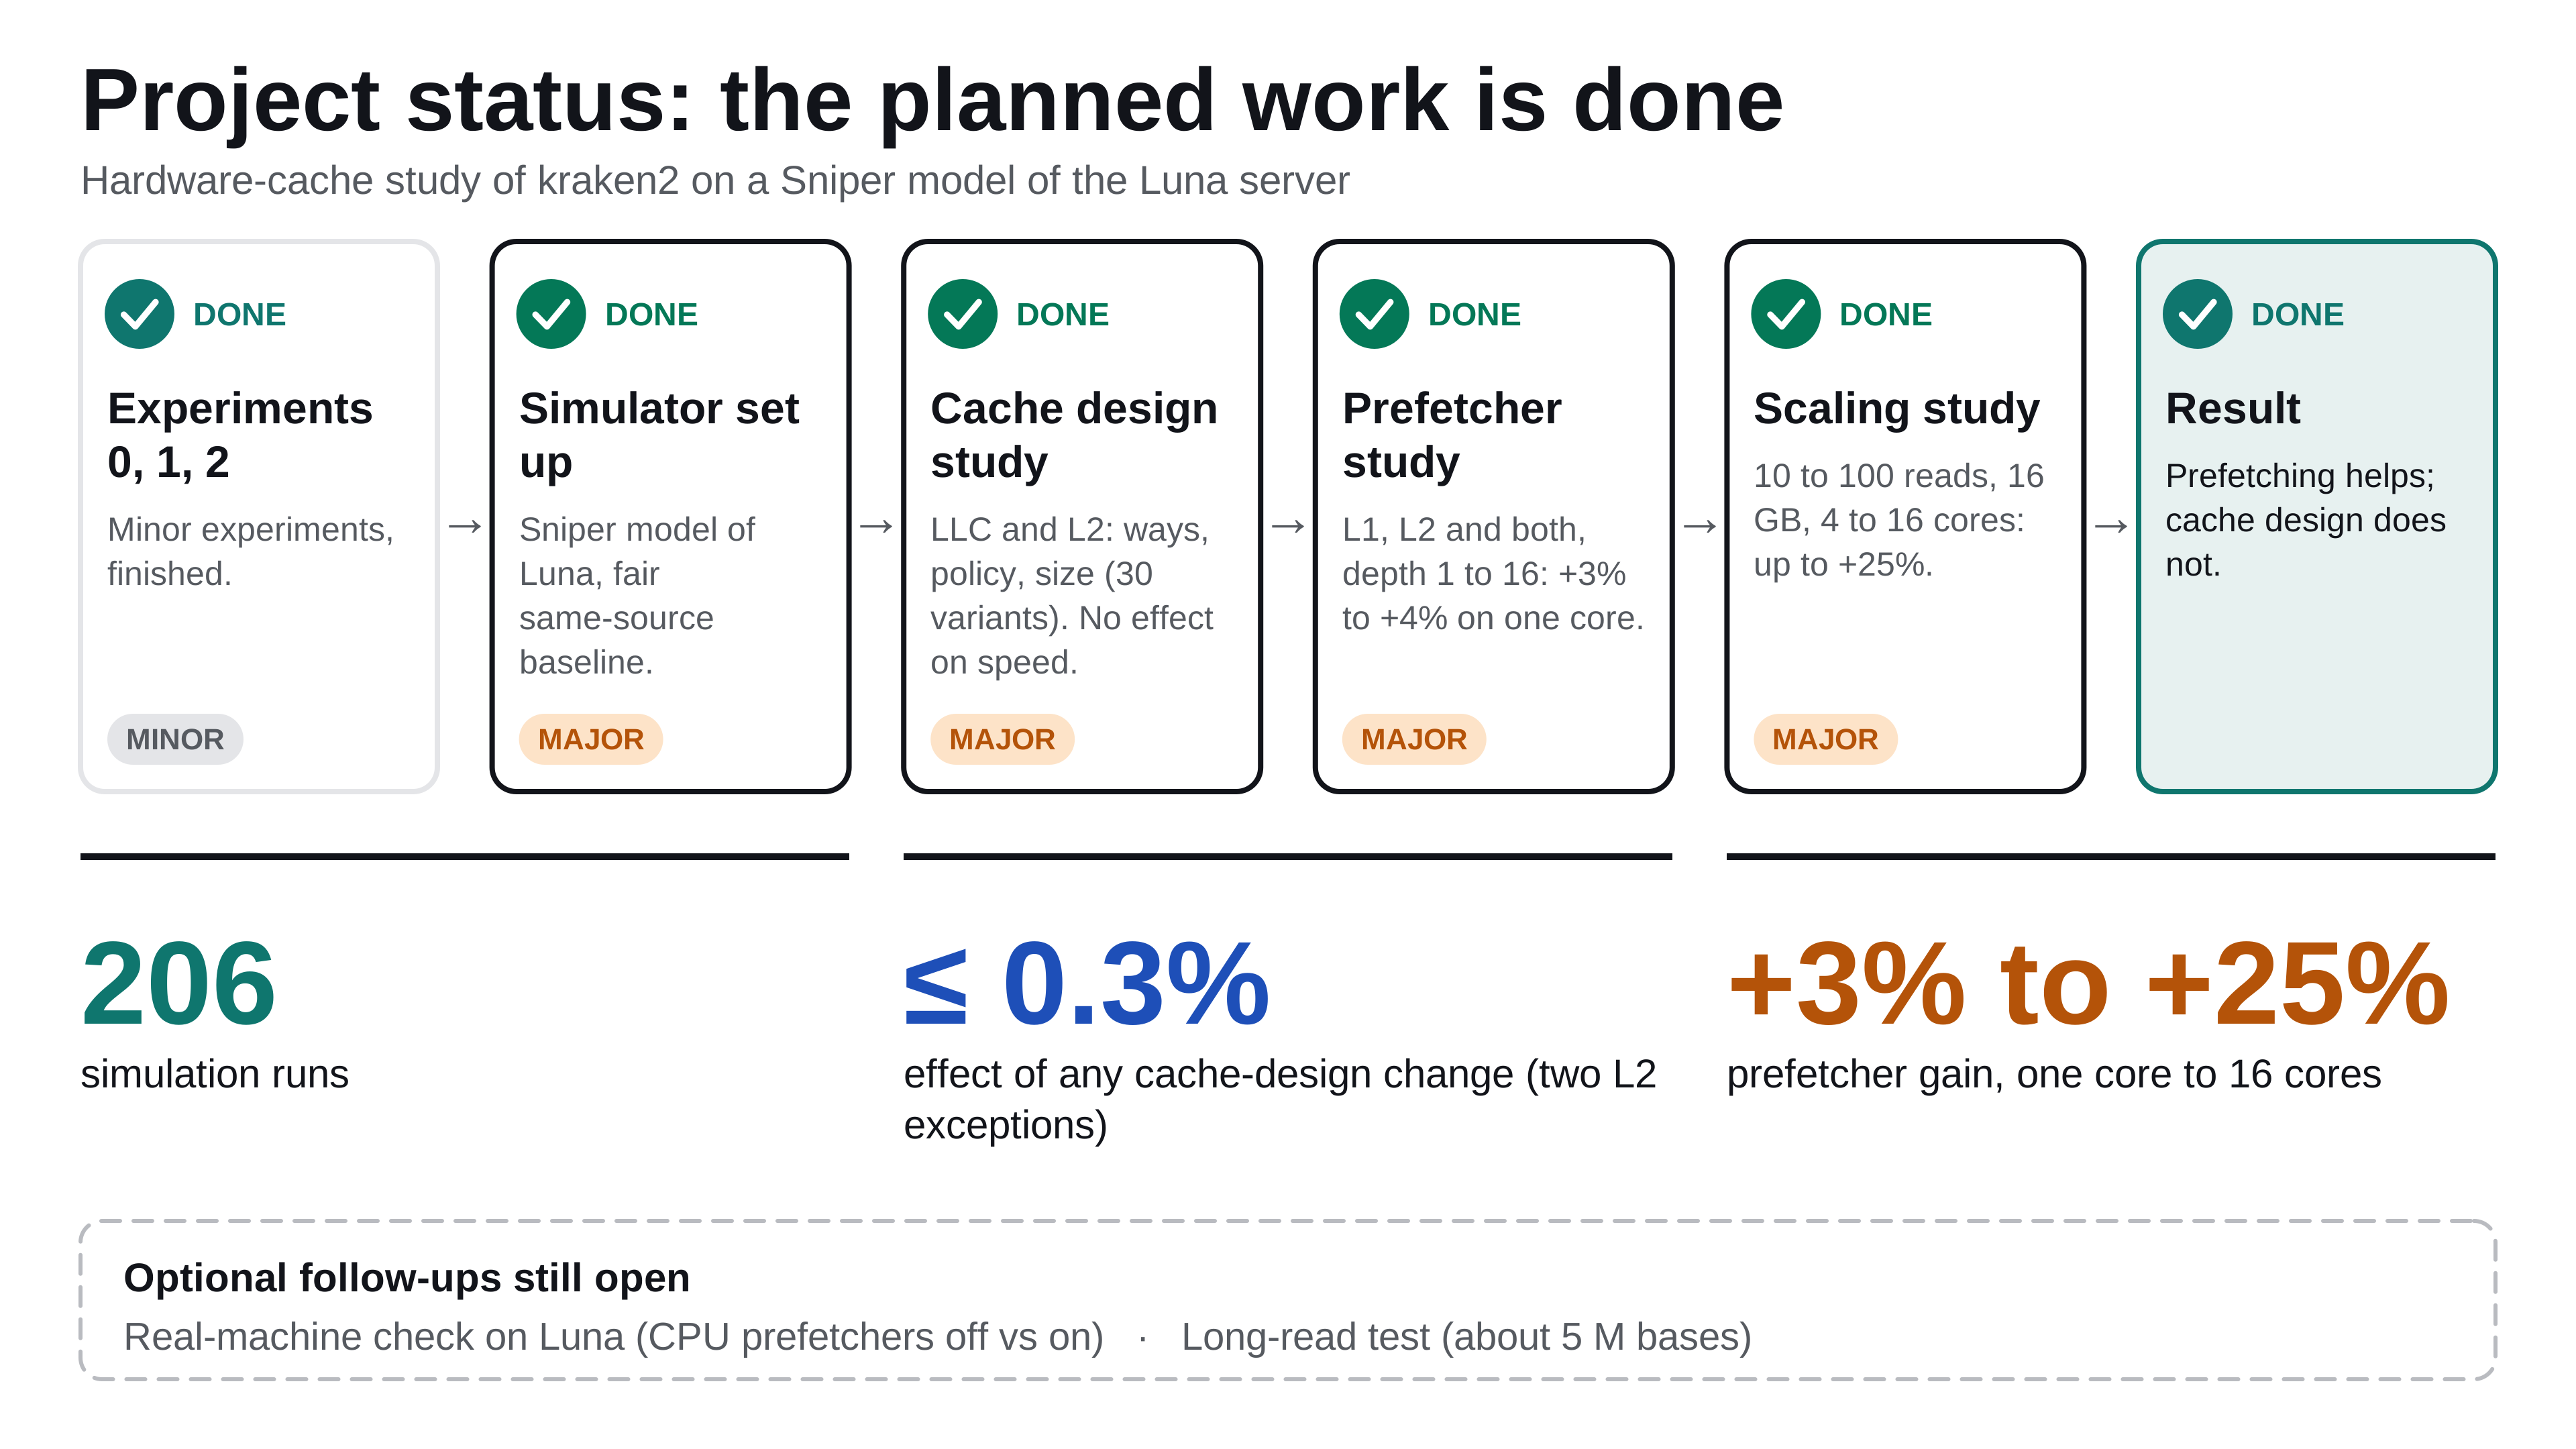 Project status: the planned work is done
Hardware-cache study of kraken2 on a Sniper model of the Luna server
DONE
Experiments
0, 1, 2
Minor experiments,
finished.
MINOR
→
DONE
Simulator set
up
Sniper model of
Luna, fair
same-source
baseline.
MAJOR
→
DONE
Cache design
study
LLC and L2: ways,
policy, size (30
variants). No effect
on speed.
MAJOR
→
DONE
Prefetcher
study
L1, L2 and both,
depth 1 to 16: +3%
to +4% on one core.
MAJOR
→
DONE
Scaling study
10 to 100 reads, 16
GB, 4 to 16 cores:
up to +25%.
MAJOR
→
DONE
Result
Prefetching helps;
cache design does
not.
206
simulation runs
≤ 0.3%
effect of any cache-design change (two L2
exceptions)
+3% to +25%
prefetcher gain, one core to 16 cores
Optional follow-ups still open
Real-machine check on Luna (CPU prefetchers off vs on) · Long-read test (about 5 M bases)